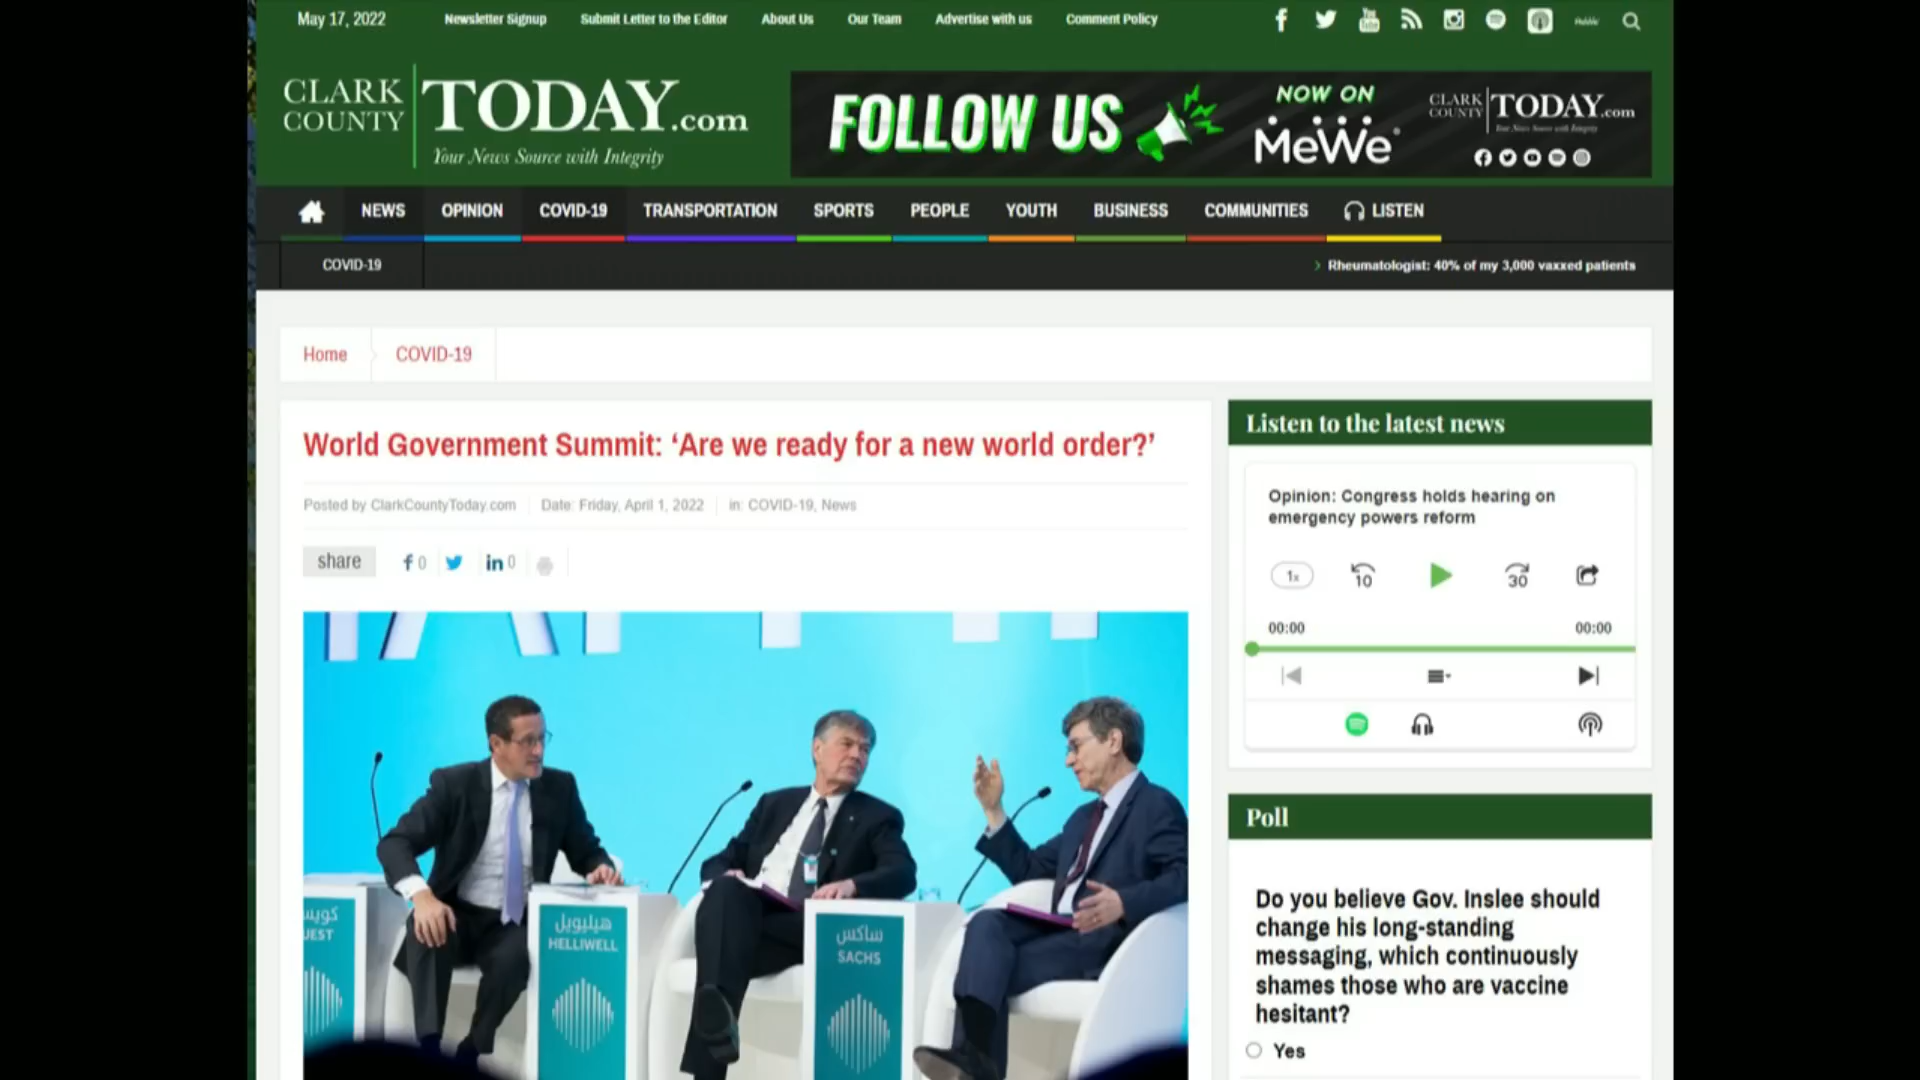 May 17, 2022
Newsletter Signup
Submit Letter to the Editor
About Us
Our Team
Advertise with us
Comment Policy
CLARK COUNTY TODAY.com
Your News Source with Integrity
FOLLOW US
NOW ON
MeWe
CLARK COUNTY TODAY.com
Your News Source with Integrity
NEWS
OPINION
COVID-19
TRANSPORTATION
SPORTS
PEOPLE
YOUTH
BUSINESS
COMMUNITIES
LISTEN
COVID-19
Rheumatologist: 40% of my 3,000 vaxxed patients
Home
COVID-19
World Government Summit: ‘Are we ready for a new world order?’
Posted by ClarkCountyToday.com
Date: Friday, April 1, 2022
in: COVID-19, News
share
0
in 0
كويس
UEST
هيليويل
HELLIWELL
ساكس
SACHS
Listen to the latest news
Opinion: Congress holds hearing on
emergency powers reform
1x
10
30
00:00
00:00
Poll
Do you believe Gov. Inslee should
change his long-standing
messaging, which continuously
shames those who are vaccine
hesitant?
Yes